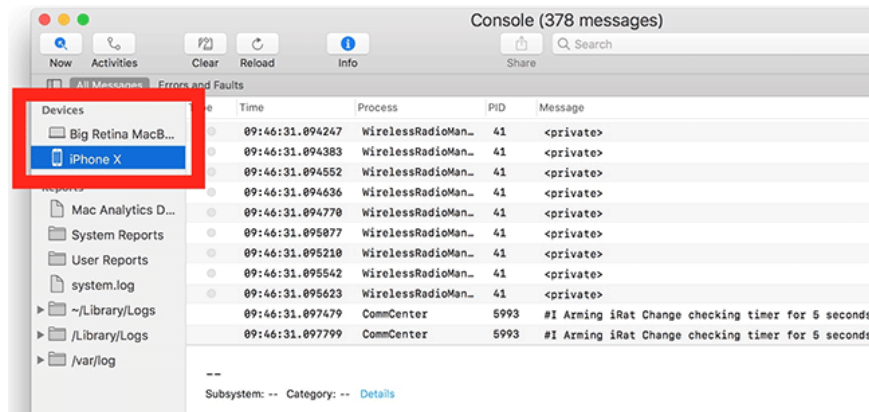 Console (378 messages)
Search
Now Activities Clear Reload Info Share
All Messages Errors and Faults
Devices
Big Retina MacB...
iPhone X
Reports
Mac Analytics D...
System Reports
User Reports
system.log
~/Library/Logs
/Library/Logs
/var/log
Time Process PID Message
09:46:31.094247 WirelessRadioMan… 41 <private>
09:46:31.094383 WirelessRadioMan… 41 <private>
09:46:31.094552 WirelessRadioMan… 41 <private>
09:46:31.094636 WirelessRadioMan… 41 <private>
09:46:31.094770 WirelessRadioMan… 41 <private>
09:46:31.095077 WirelessRadioMan… 41 <private>
09:46:31.095210 WirelessRadioMan… 41 <private>
09:46:31.095542 WirelessRadioMan… 41 <private>
09:46:31.095623 WirelessRadioMan… 41 <private>
09:46:31.097479 CommCenter 5993 #I Arming iRat Change checking timer for 5 seconds
09:46:31.097799 CommCenter 5993 #I Arming iRat Change checking timer for 5 seconds
--
Subsystem: -- Category: -- Details